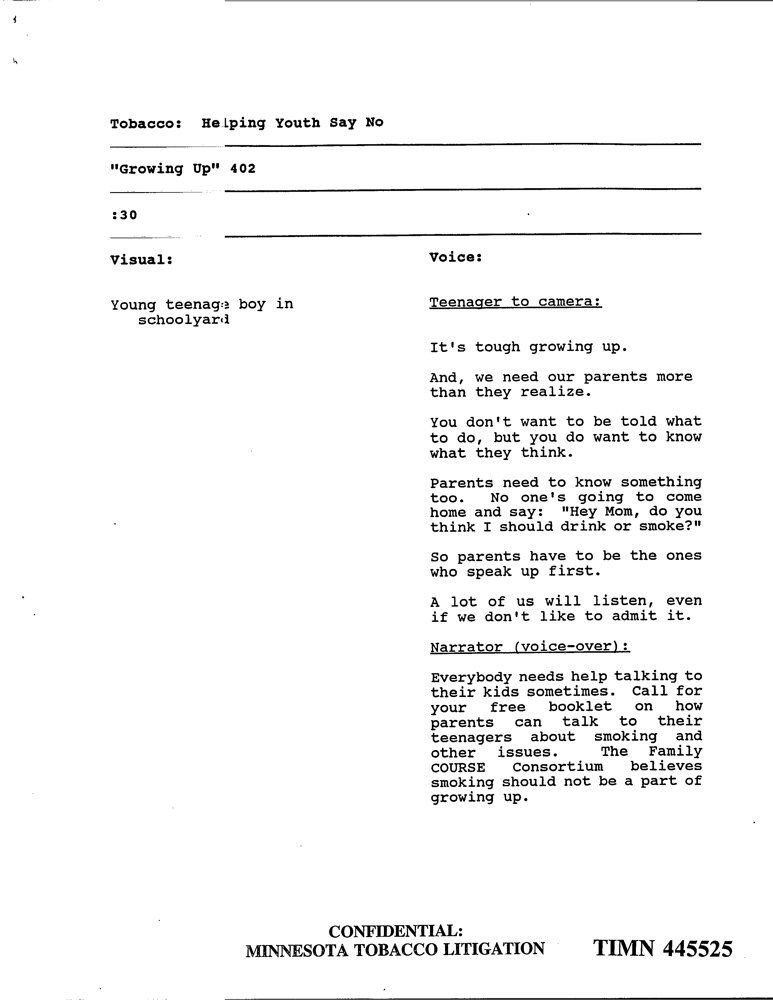 Tobacco: Helping Youth Say No
"Growing Up" 402
:30
Visual:
Voice:
Young teenage boy in
schoolyard
Teenager to camera:
It's tough growing up.
And, we need our parents more
than they realize.
You don't want to be told what
to do, but you do want to know
what they think.
Parents need to know something
too. No one's going to come
home and say: "Hey Mom, do you
think I should drink or smoke?"
So parents have to be the ones
who speak up first.
A lot of us will listen, even
if we don't like to admit it.
Narrator (voice-over):
Everybody needs help talking to
their kids sometimes. Call for
your free booklet on how
parents can talk to their
teenagers about smoking and
other issues. The Family
COURSE Consortium believes
smoking should not be a part of
growing up.
CONFIDENTIAL:
MINNESOTA TOBACCO LITIGATION
TIMN 445525